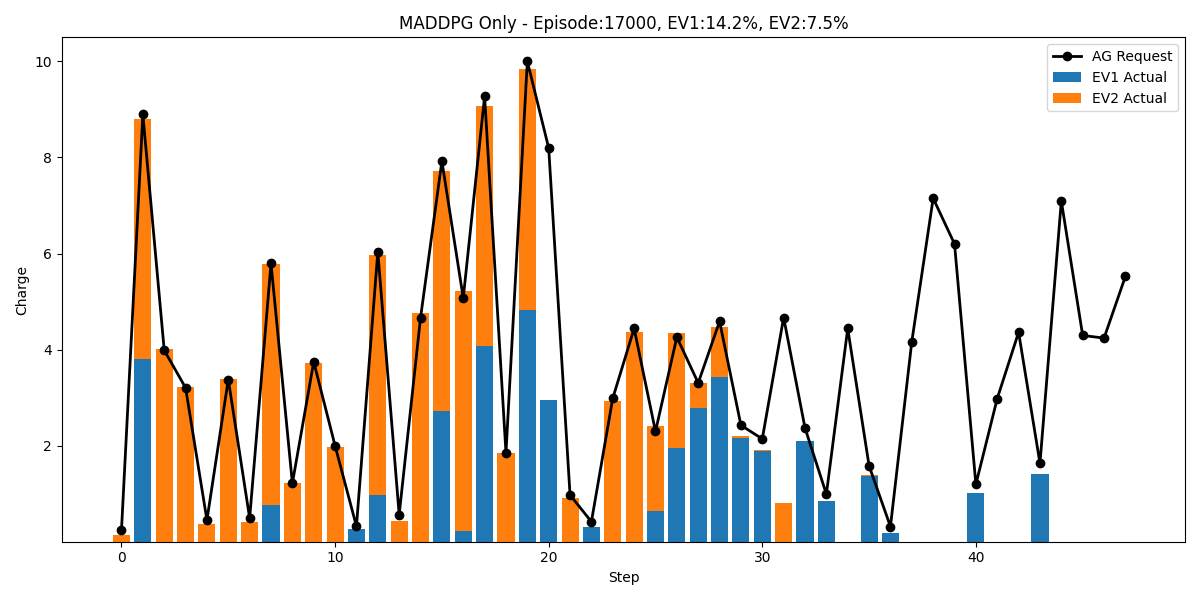 MADDPG Only - Episode:17000, EV1:14.2%, EV2:7.5%
AG Request
EV1 Actual
EV2 Actual
Charge
10
8
6
4
2
0
10
20
30
40
Step